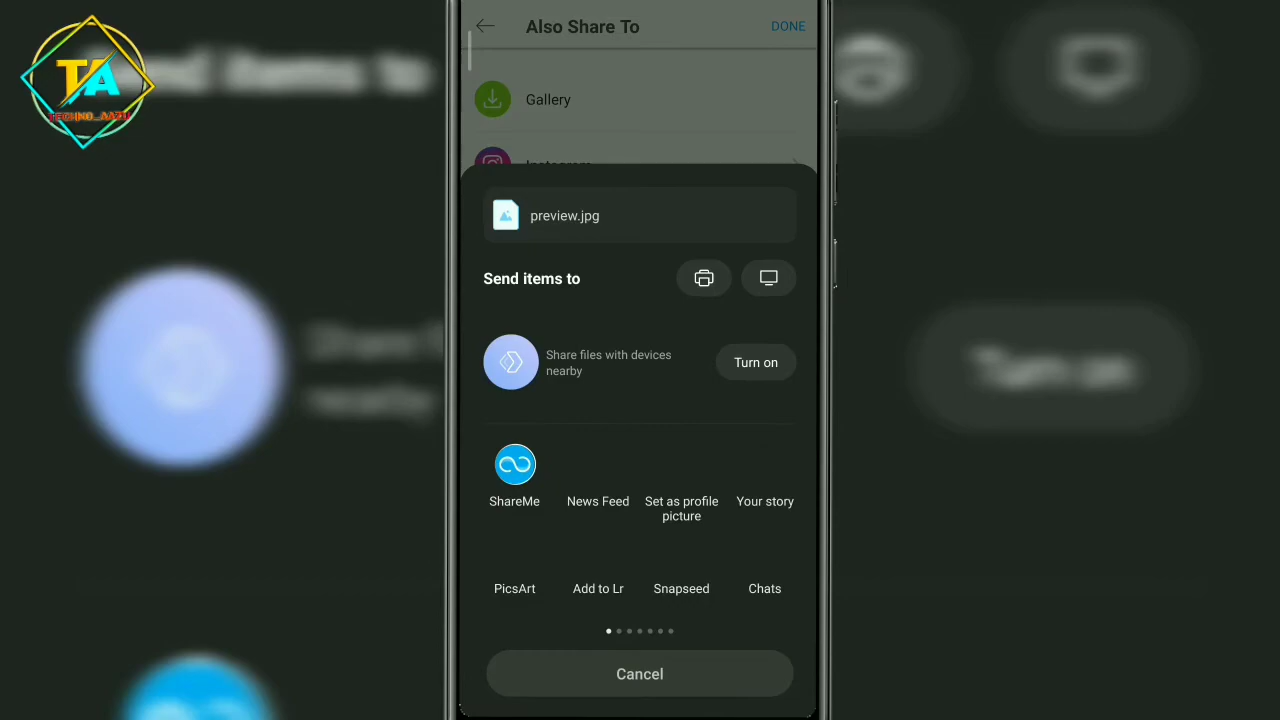 TA
Also Share To
DONE
Gallery
Instagram
preview.jpg
Send items to
Share files with devices
nearby
Turn on
ShareMe
News Feed
Set as profile
picture
Your story
PicsArt
Add to Lr
Snapseed
Chats
Cancel